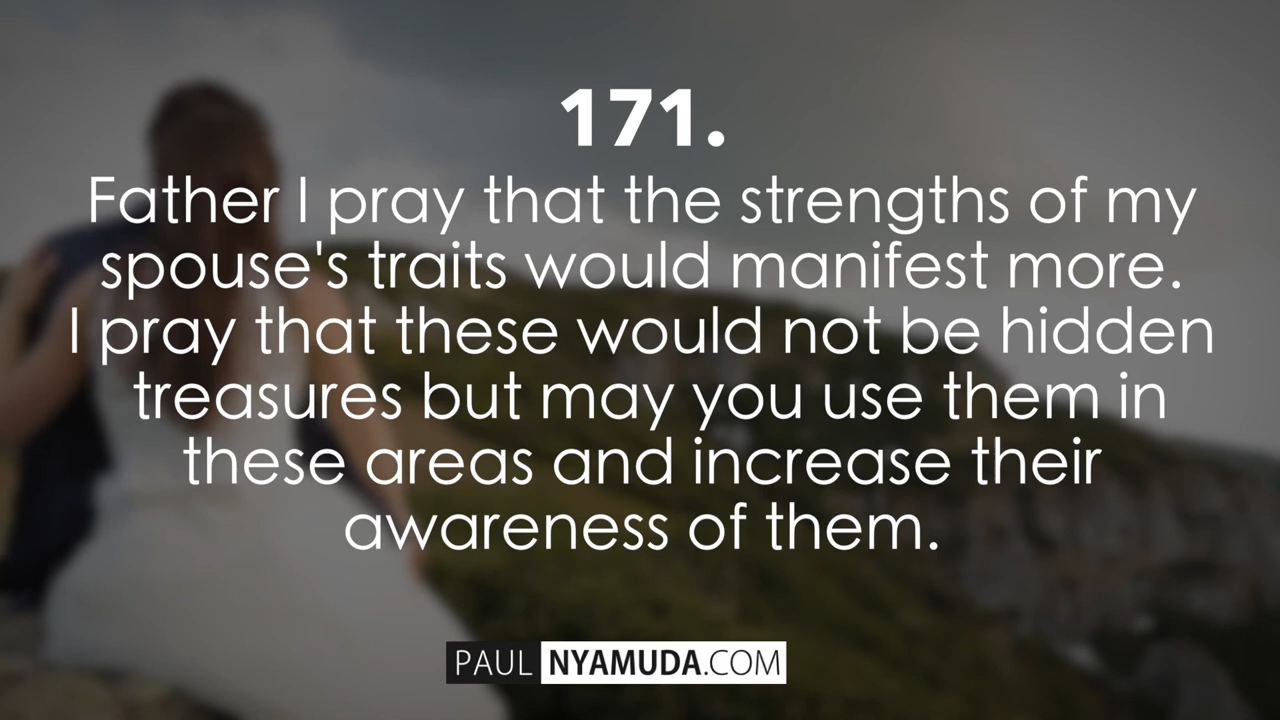 171.
Father I pray that the strengths of my
spouse's traits would manifest more.
I pray that these would not be hidden
treasures but may you use them in
these areas and increase their
awareness of them.
PAUL NYAMUDA.COM